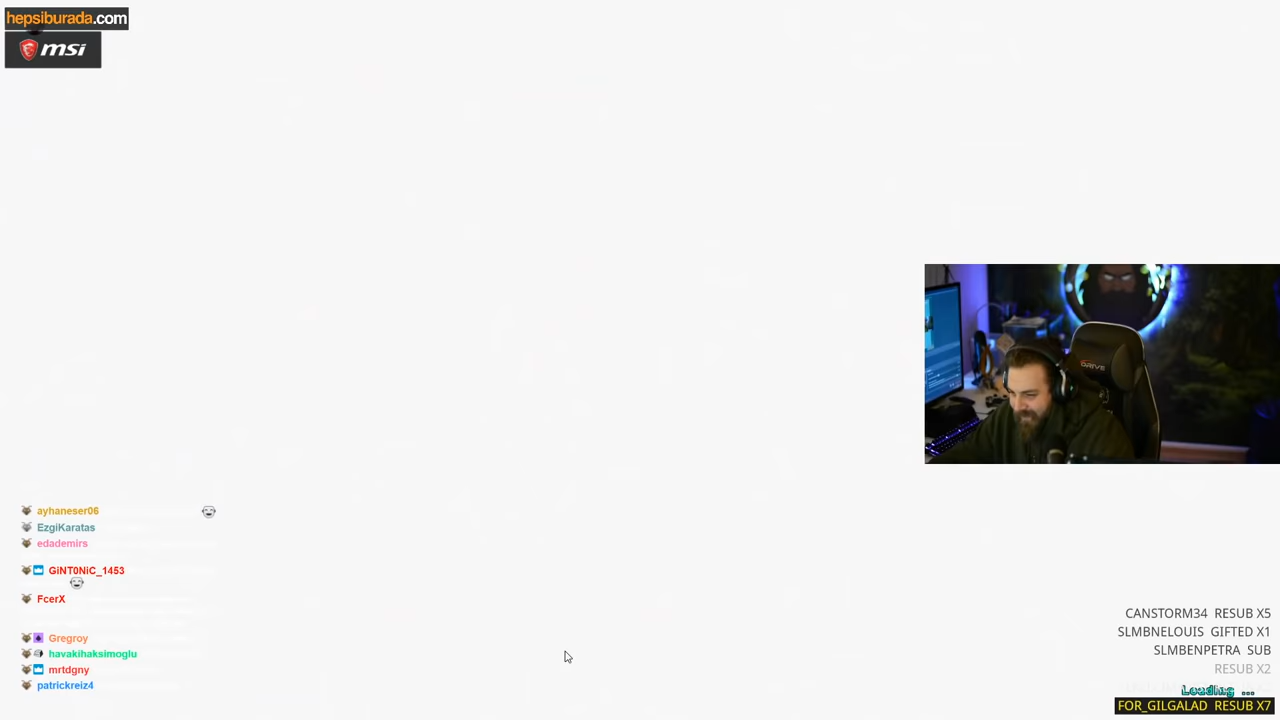 hepsiburada.com
msi
DRIVE
ayhaneser06
EzgiKaratas
edademirs
GiNT0NiC_1453
FcerX
Gregroy
havakihaksimoglu
mrtdgny
patrickreiz4
CANSTORM34 RESUB X5
SLMBNELOUIS GIFTED X1
SLMBENPETRA SUB
RESUB X2
Loading ...
FOR_GILGALAD RESUB X7